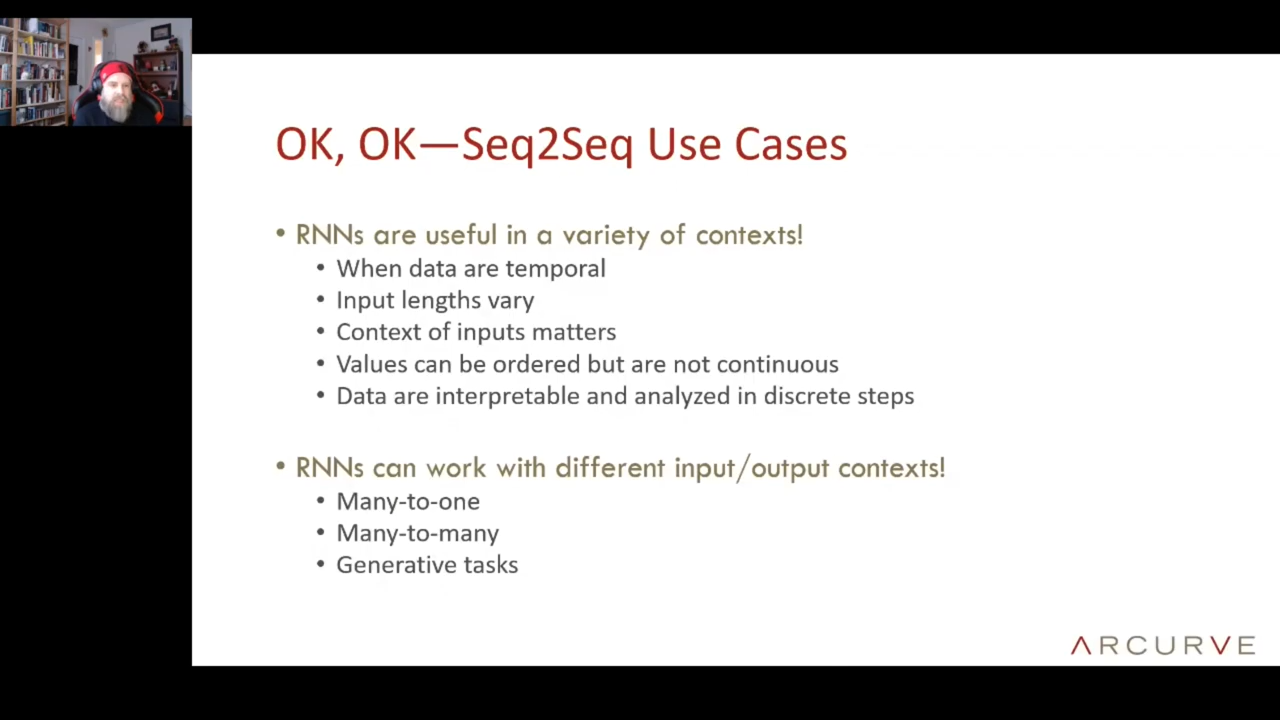 OK, OK—Seq2Seq Use Cases
• RNNs are useful in a variety of contexts!
• When data are temporal
• Input lengths vary
• Context of inputs matters
• Values can be ordered but are not continuous
• Data are interpretable and analyzed in discrete steps
• RNNs can work with different input/output contexts!
• Many-to-one
• Many-to-many
• Generative tasks
ARCURVE